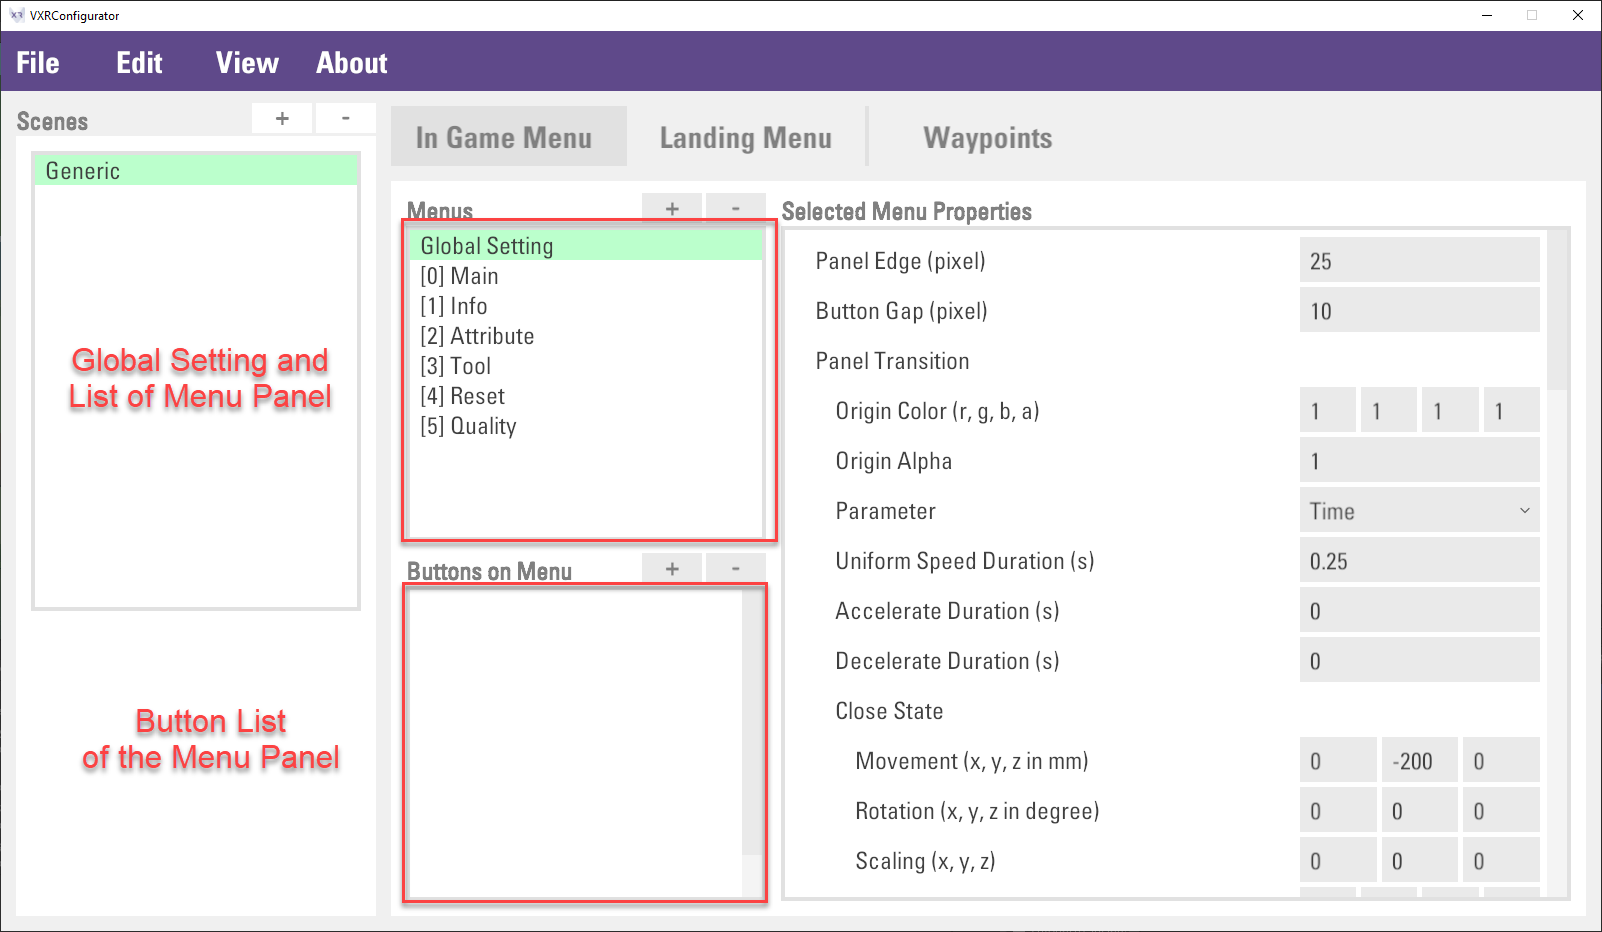 VXRConfigurator
File Edit View About
Scenes + -
Generic
Global Setting and
List of Menu Panel
Button List
of the Menu Panel
In Game Menu Landing Menu Waypoints
Menus + -
Global Setting
[0] Main
[1] Info
[2] Attribute
[3] Tool
[4] Reset
[5] Quality
Buttons on Menu + -
Selected Menu Properties
Panel Edge (pixel) 25
Button Gap (pixel) 10
Panel Transition
Origin Color (r, g, b, a) 1 1 1 1
Origin Alpha 1
Parameter Time
Uniform Speed Duration (s) 0.25
Accelerate Duration (s) 0
Decelerate Duration (s) 0
Close State
Movement (x, y, z in mm) 0 -200 0
Rotation (x, y, z in degree) 0 0 0
Scaling (x, y, z) 0 0 0